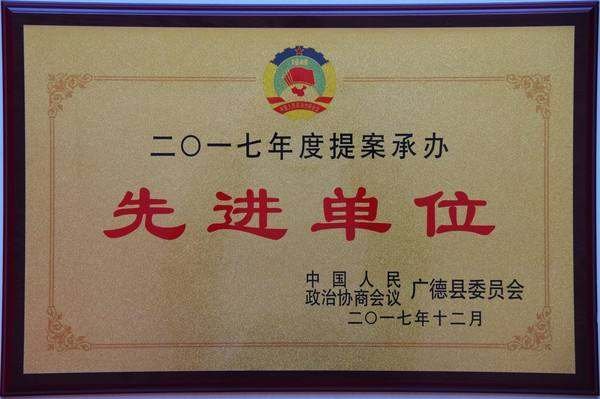 二〇一七年度提案承办
先进单位
中国人民
政治协商会议 广德县委员会
二〇一七年十二月